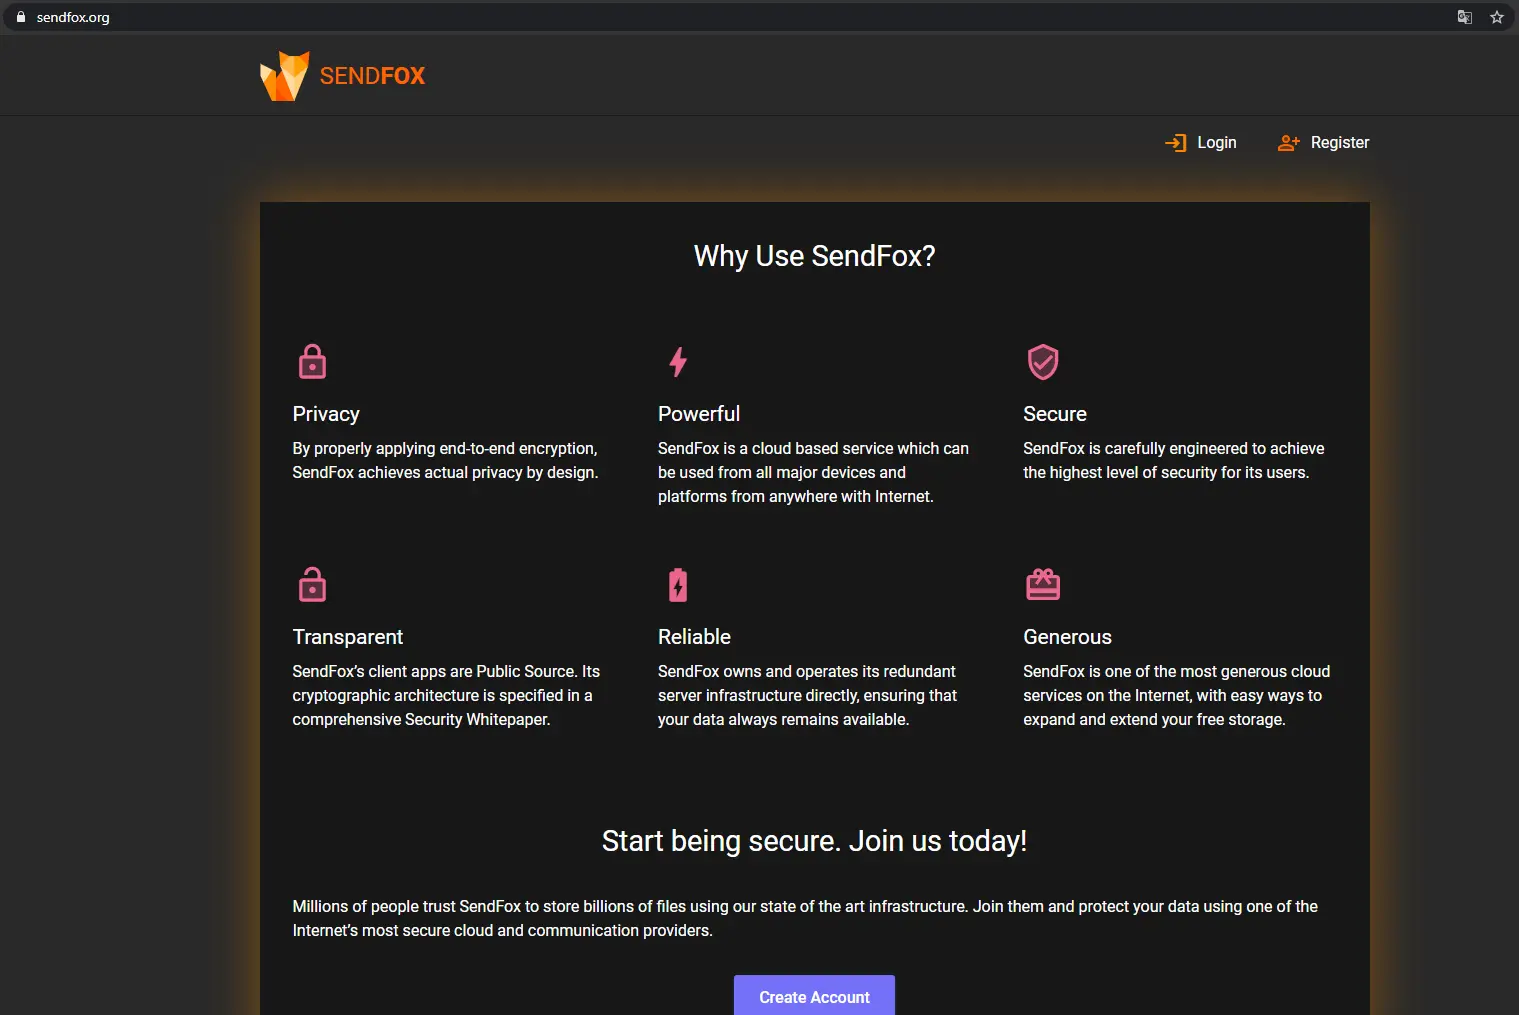 sendfox.org
SENDFOX
Login
Register
Why Use SendFox?
Privacy
By properly applying end-to-end encryption,
SendFox achieves actual privacy by design.
Powerful
SendFox is a cloud based service which can
be used from all major devices and
platforms from anywhere with Internet.
Secure
SendFox is carefully engineered to achieve
the highest level of security for its users.
Transparent
SendFox’s client apps are Public Source. Its
cryptographic architecture is specified in a
comprehensive Security Whitepaper.
Reliable
SendFox owns and operates its redundant
server infrastructure directly, ensuring that
your data always remains available.
Generous
SendFox is one of the most generous cloud
services on the Internet, with easy ways to
expand and extend your free storage.
Start being secure. Join us today!
Millions of people trust SendFox to store billions of files using our state of the art infrastructure. Join them and protect your data using one of the
Internet’s most secure cloud and communication providers.
Create Account